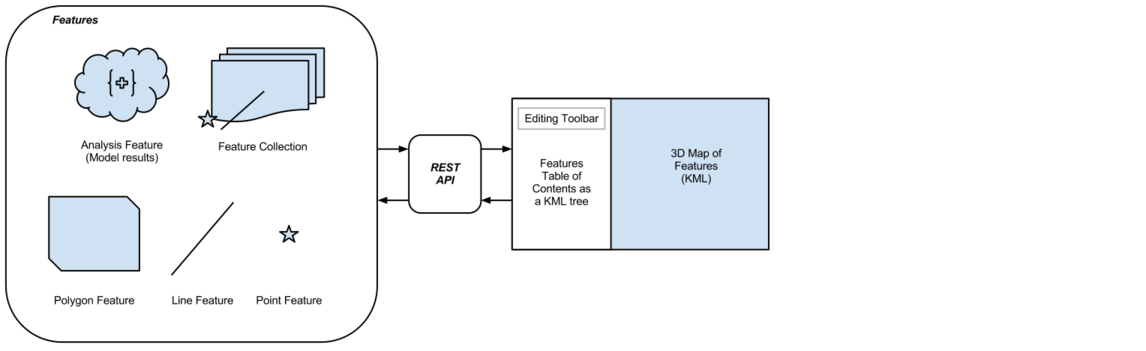 Features
Analysis Feature
(Model results)
Feature Collection
Polygon Feature
Line Feature
Point Feature
REST
API
Editing Toolbar
Features
Table of
Contents as
a KML tree
3D Map of
Features
(KML)